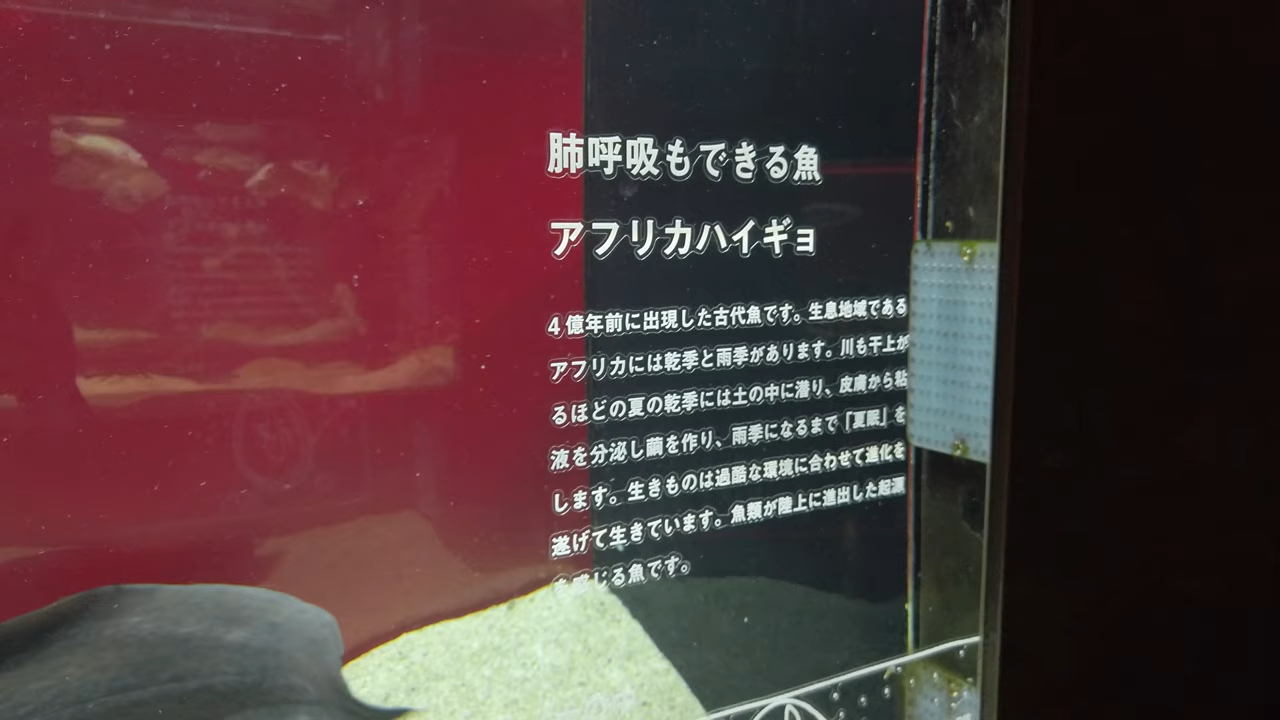 肺呼吸もできる魚
アフリカハイギョ
4億年前に出現した古代魚です。生息地域である
アフリカには乾季と雨季があります。川も干上が
るほどの夏の乾季には土の中に潜り、皮膚から粘
液を分泌し繭を作り、雨季になるまで「夏眠」を
します。生きものは過酷な環境に合わせて進化を
遂げて生きています。魚類が陸上に進出した起源
を感じる魚です。